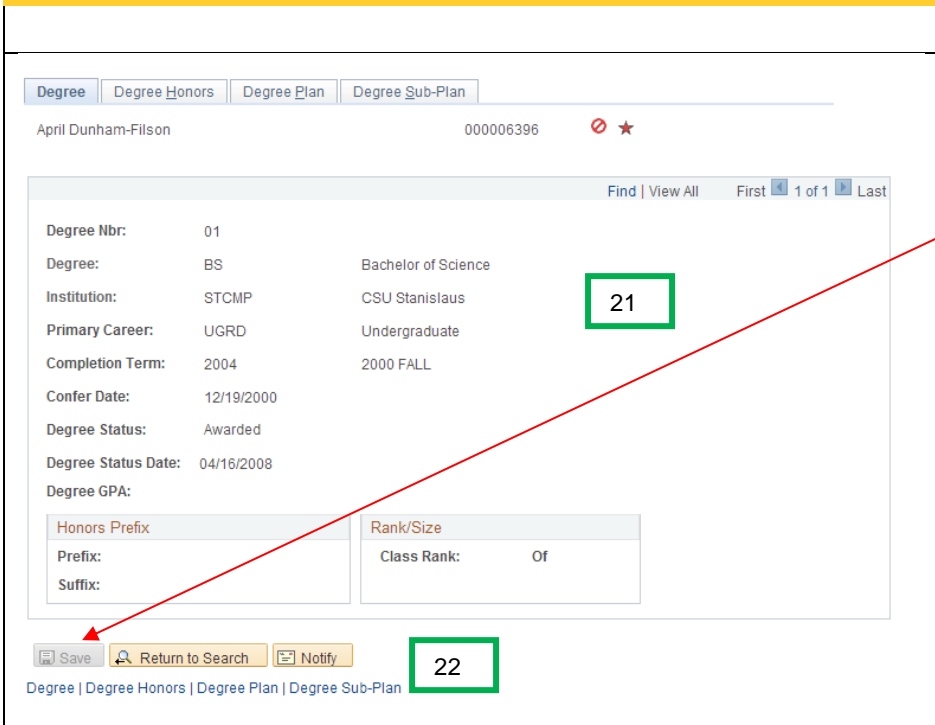 Degree Degree Honors Degree Plan Degree Sub-Plan
April Dunham-Filson 000006396
Find | View All First 1 of 1 Last
Degree Nbr: 01
Degree: BS Bachelor of Science
Institution: STCMP CSU Stanislaus
21
Primary Career: UGRD Undergraduate
Completion Term: 2004 2000 FALL
Confer Date: 12/19/2000
Degree Status: Awarded
Degree Status Date: 04/16/2008
Degree GPA:
Honors Prefix Rank/Size
Prefix: Class Rank: Of
Suffix:
Save Return to Search Notify
22
Degree | Degree Honors | Degree Plan | Degree Sub-Plan